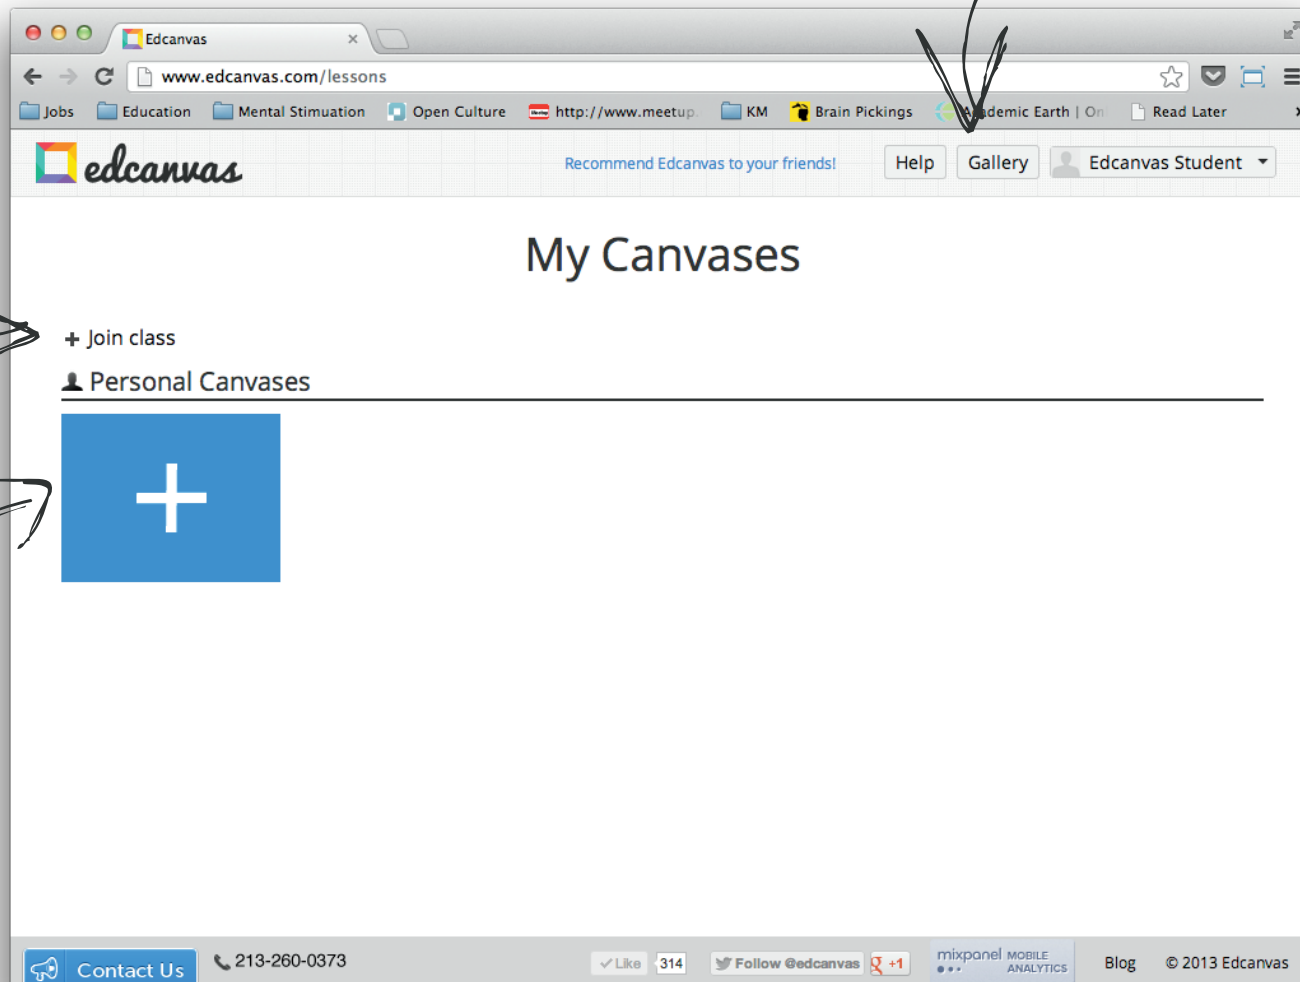 Edcanvas
www.edcanvas.com/lessons
Jobs Education Mental Stimuation Open Culture http://www.meetup. KM Brain Pickings Academic Earth | On Read Later
edcanvas Recommend Edcanvas to your friends! Help Gallery Edcanvas Student
My Canvases
+ Join class
Personal Canvases
Contact Us 213-260-0373 Like 314 Follow @edcanvas +1 mixpanel MOBILE ANALYTICS Blog © 2013 Edcanvas